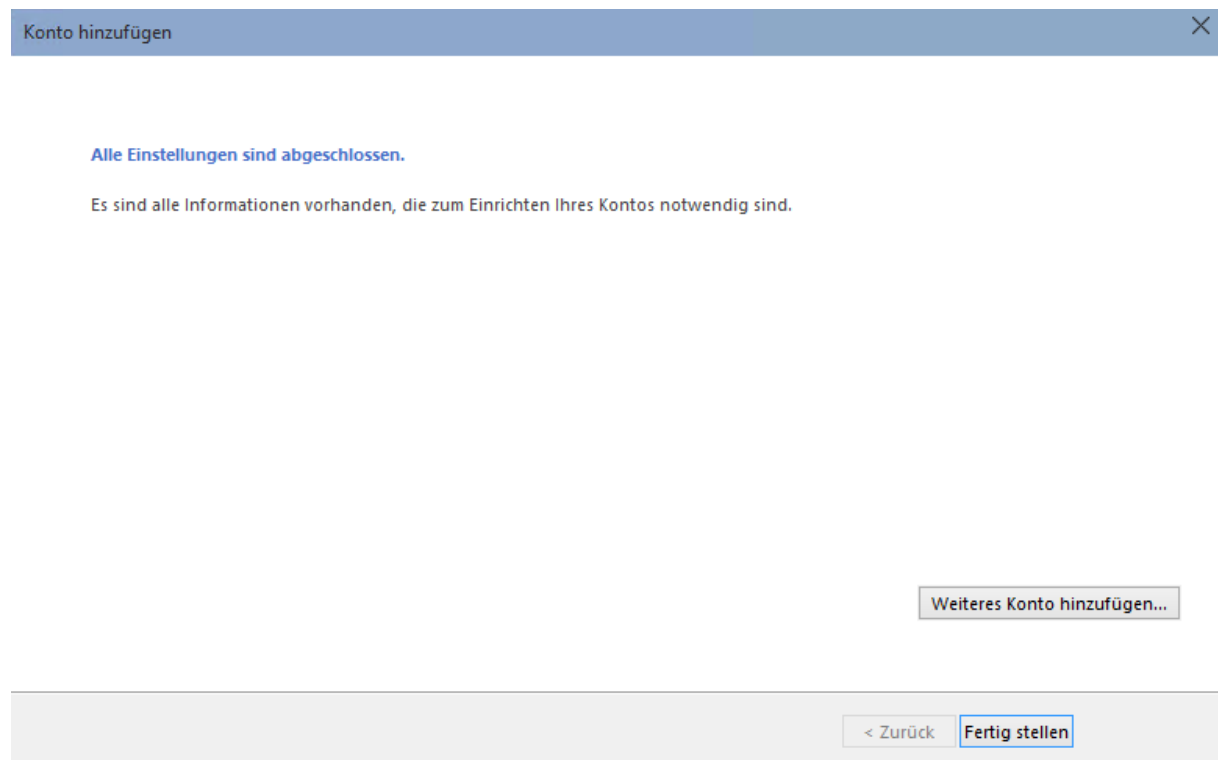 Konto hinzufügen
Alle Einstellungen sind abgeschlossen.
Es sind alle Informationen vorhanden, die zum Einrichten Ihres Kontos notwendig sind.
Weiteres Konto hinzufügen...
< Zurück
Fertig stellen